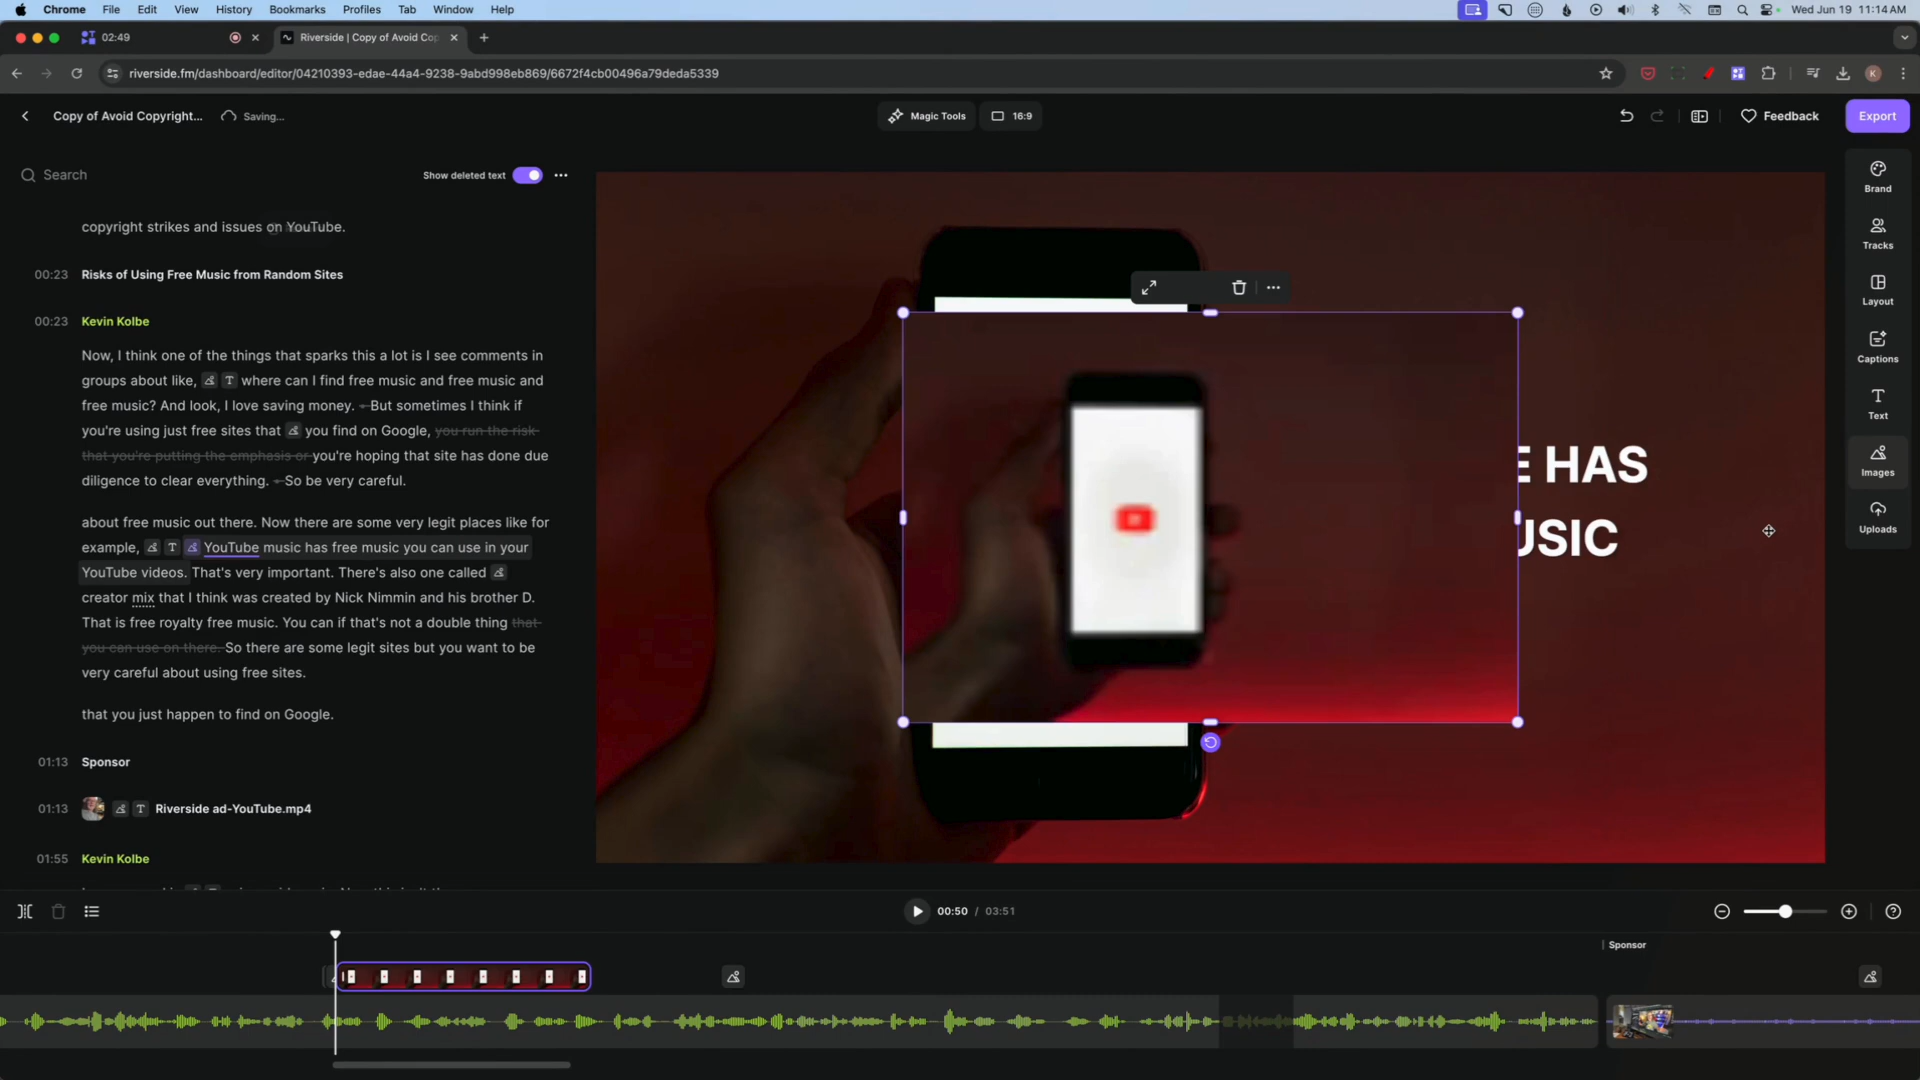 Chrome File Edit View History Bookmarks Profiles Tab Window Help Wed Jun 19 11:14 AM
02:49 Riverside | Copy of Avoid Cop
riverside.fm/dashboard/editor/04210393-edae-44a4-9238-9abd998eb869/6672f4cb00496a79deda5339 K
Copy of Avoid Copyright... Saving... Magic Tools 16:9 Feedback Export
Search Show deleted text
copyright strikes and issues on YouTube.
00:23 Risks of Using Free Music from Random Sites
00:23 Kevin Kolbe
Now, I think one of the things that sparks this a lot is I see comments in
groups about like, T where can I find free music and free music and
free music? And look, I love saving money. But sometimes I think if
you're using just free sites that you find on Google, you run the risk
that you're putting the emphasis or you're hoping that site has done due
diligence to clear everything. So be very careful.
about free music out there. Now there are some very legit places like for
example, T YouTube music has free music you can use in your
YouTube videos. That's very important. There's also one called
creator mix that I think was created by Nick Nimmin and his brother D.
That is free royalty free music. You can if that's not a double thing that
you can use on there. So there are some legit sites but you want to be
very careful about using free sites.
that you just happen to find on Google.
01:13 Sponsor
01:13 T Riverside ad-YouTube.mp4
01:55 Kevin Kolbe
E HAS
USIC
Brand
Tracks
Layout
Captions
T
Text
Images
Uploads
00:50 / 03:51
Sponsor